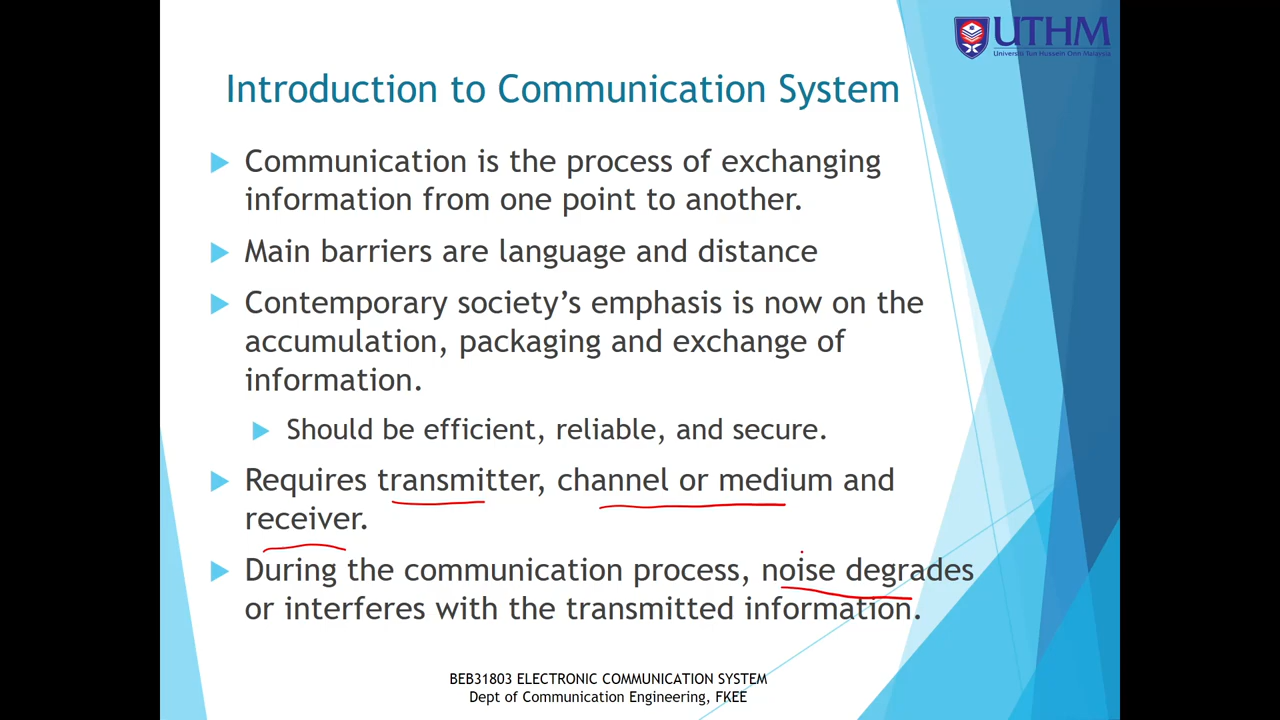 UTHM
Universiti Tun Hussein Onn Malaysia
Introduction to Communication System
Communication is the process of exchanging
information from one point to another.
Main barriers are language and distance
Contemporary society's emphasis is now on the
accumulation, packaging and exchange of
information.
Should be efficient, reliable, and secure.
Requires transmitter, channel or medium and
receiver.
During the communication process, noise degrades
or interferes with the transmitted information.
BEB31803 ELECTRONIC COMMUNICATION SYSTEM
Dept of Communication Engineering, FKEE